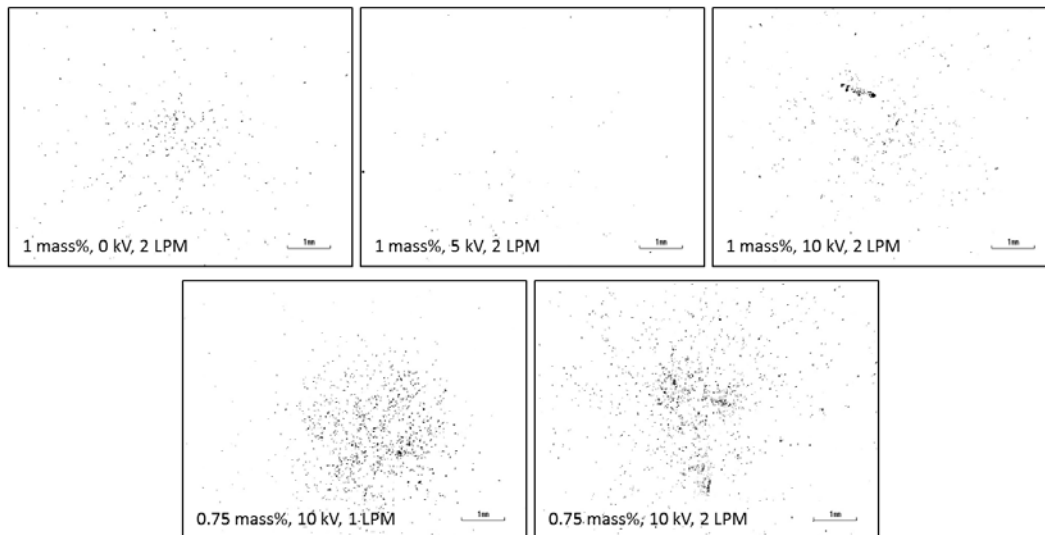 1 mass%, 0 kV, 2 LPM
1mm
1 mass%, 5 kV, 2 LPM
1mm
1 mass%, 10 kV, 2 LPM
1mm
0.75 mass%, 10 kV, 1 LPM
1mm
0.75 mass%, 10 kV, 2 LPM
1mm